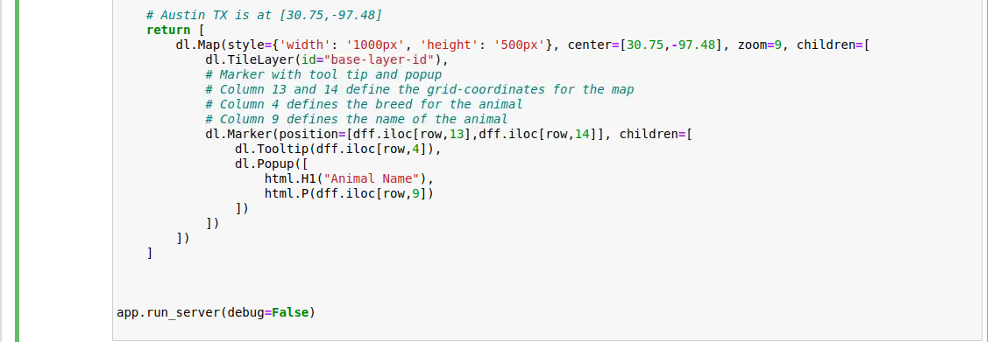 # Austin TX is at [30.75,-97.48]
return [
dl.Map(style={'width': '1000px', 'height': '500px'}, center=[30.75,-97.48], zoom=9, children=[
dl.TileLayer(id="base-layer-id"),
# Marker with tool tip and popup
# Column 13 and 14 define the grid-coordinates for the map
# Column 4 defines the breed for the animal
# Column 9 defines the name of the animal
dl.Marker(position=[dff.iloc[row,13],dff.iloc[row,14]], children=[
dl.Tooltip(dff.iloc[row,4]),
dl.Popup([
html.H1("Animal Name"),
html.P(dff.iloc[row,9])
])
])
])
]
app.run_server(debug=False)